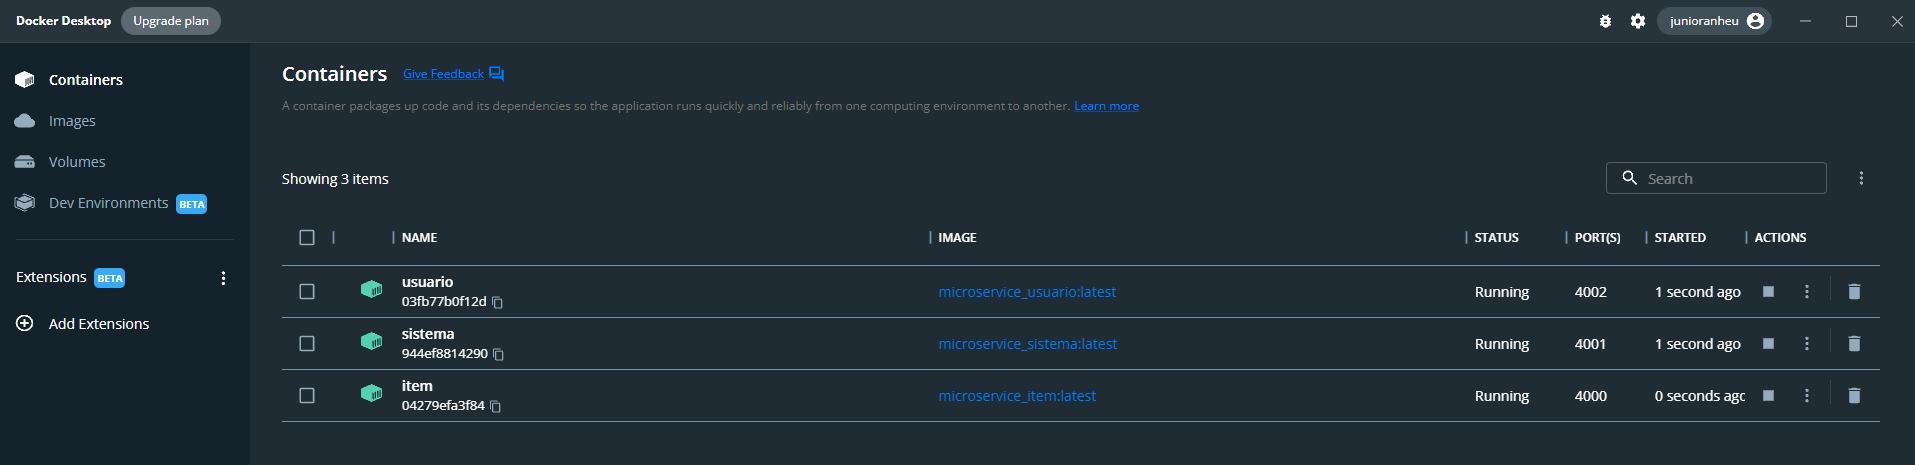 Docker Desktop Upgrade plan junioranheu
Containers
Images
Volumes
Dev Environments BETA
Extensions BETA
Add Extensions
Containers Give Feedback
A container packages up code and its dependencies so the application runs quickly and reliably from one computing environment to another. Learn more
Showing 3 items Search
NAME IMAGE STATUS PORT(S) STARTED ACTIONS
usuario
03fb77b0f12d microservice_usuario:latest Running 4002 1 second ago
sistema
944ef8814290 microservice_sistema:latest Running 4001 1 second ago
item
04279efa3f84 microservice_item:latest Running 4000 0 seconds agc